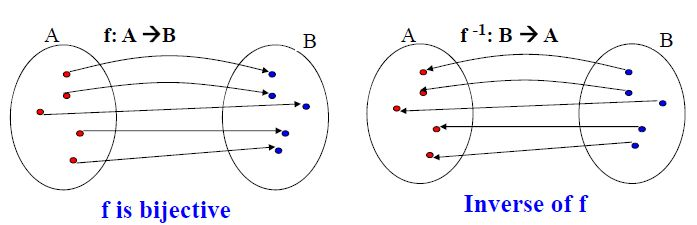 A f: A → B B
f is bijective
A f⁻¹: B → A B
Inverse of f